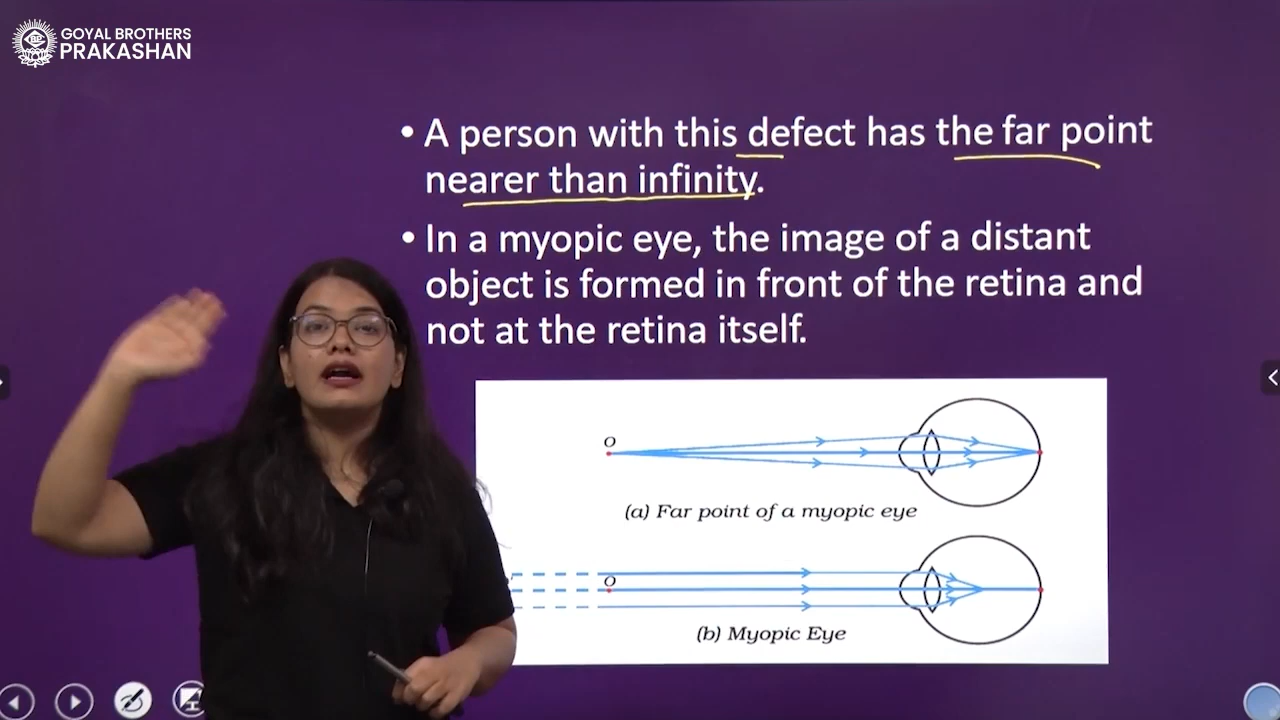 GOYAL BROTHERS
PRAKASHAN
• A person with this defect has the far point
nearer than infinity.
• In a myopic eye, the image of a distant
object is formed in front of the retina and
not at the retina itself.
O
(a) Far point of a myopic eye
O
(b) Myopic Eye